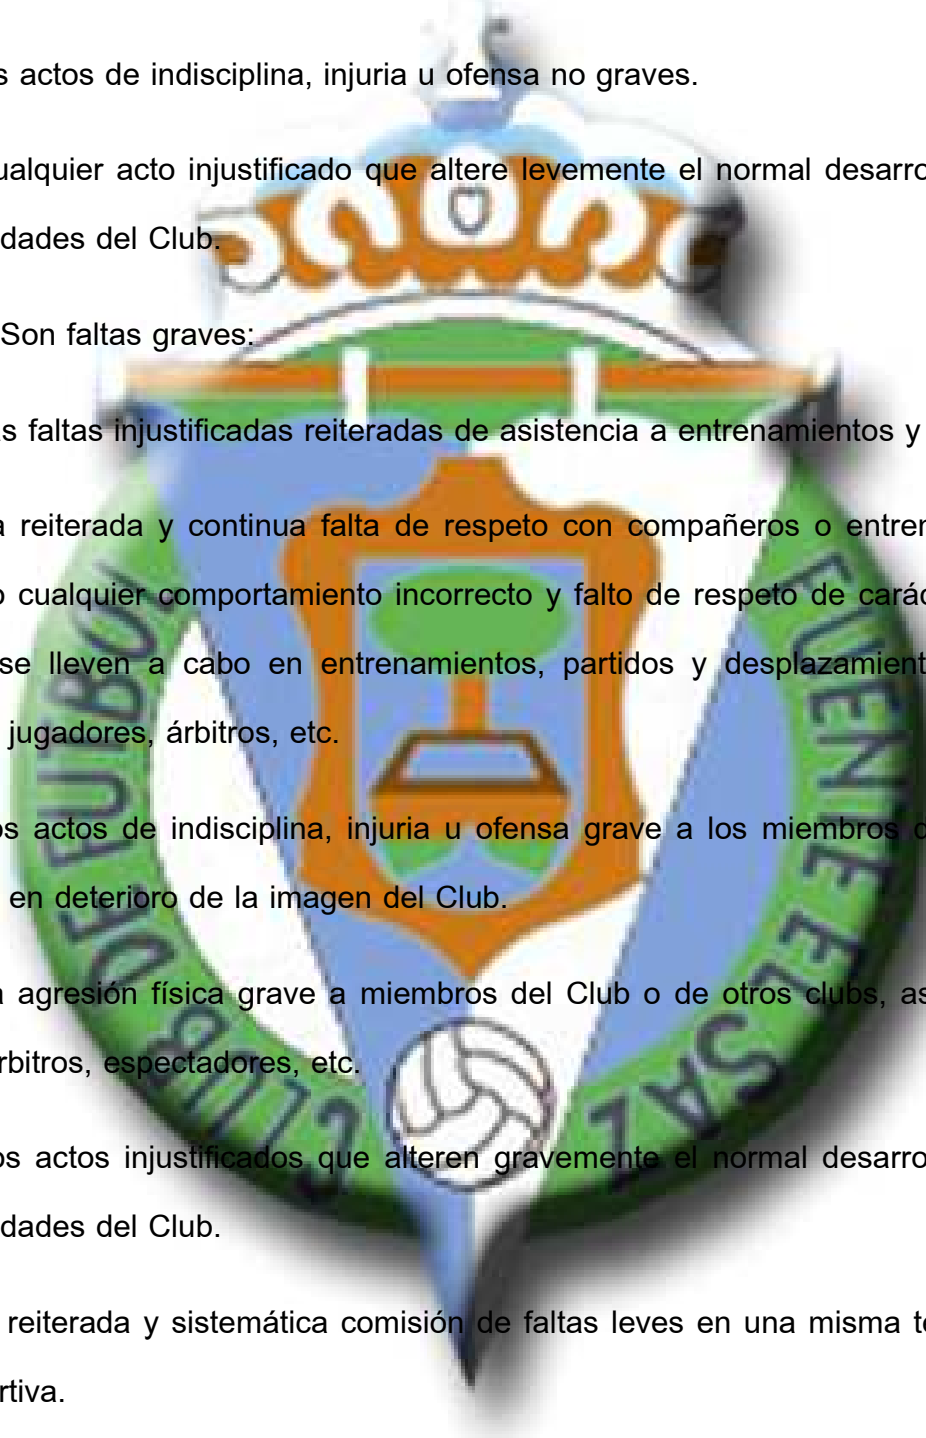 s actos de indisciplina, injuria u ofensa no graves.
ualquier acto injustificado que altere levemente el normal desarro
dades del Club.
Son faltas graves:
s faltas injustificadas reiteradas de asistencia a entrenamientos y
a reiterada y continua falta de respeto con compañeros o entren
o cualquier comportamiento incorrecto y falto de respeto de carác
se lleven a cabo en entrenamientos, partidos y desplazamient
jugadores, árbitros, etc.
os actos de indisciplina, injuria u ofensa grave a los miembros d
en deterioro de la imagen del Club.
a agresión física grave a miembros del Club o de otros clubs, as
rbitros, espectadores, etc.
os actos injustificados que alteren gravemente el normal desarro
dades del Club.
reiterada y sistemática comisión de faltas leves en una misma te
rtiva.
CLUB DE FUTBOL
FUENTE EL SAZ